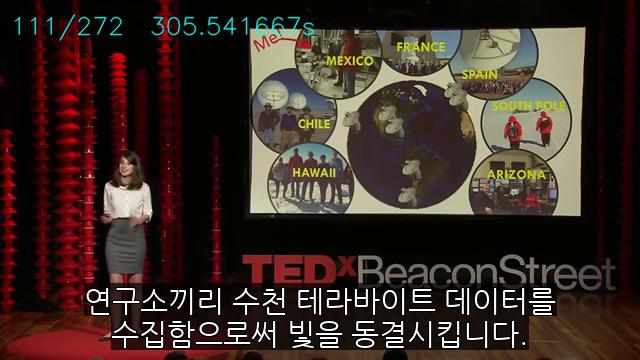 111/272 305.541667s
Me!
MEXICO
FRANCE
SPAIN
SOUTH POLE
CHILE
HAWAII
ARIZONA
TEDxBeaconStreet
연구소끼리 수천 테라바이트 데이터를
수집함으로써 빛을 동결시킵니다.